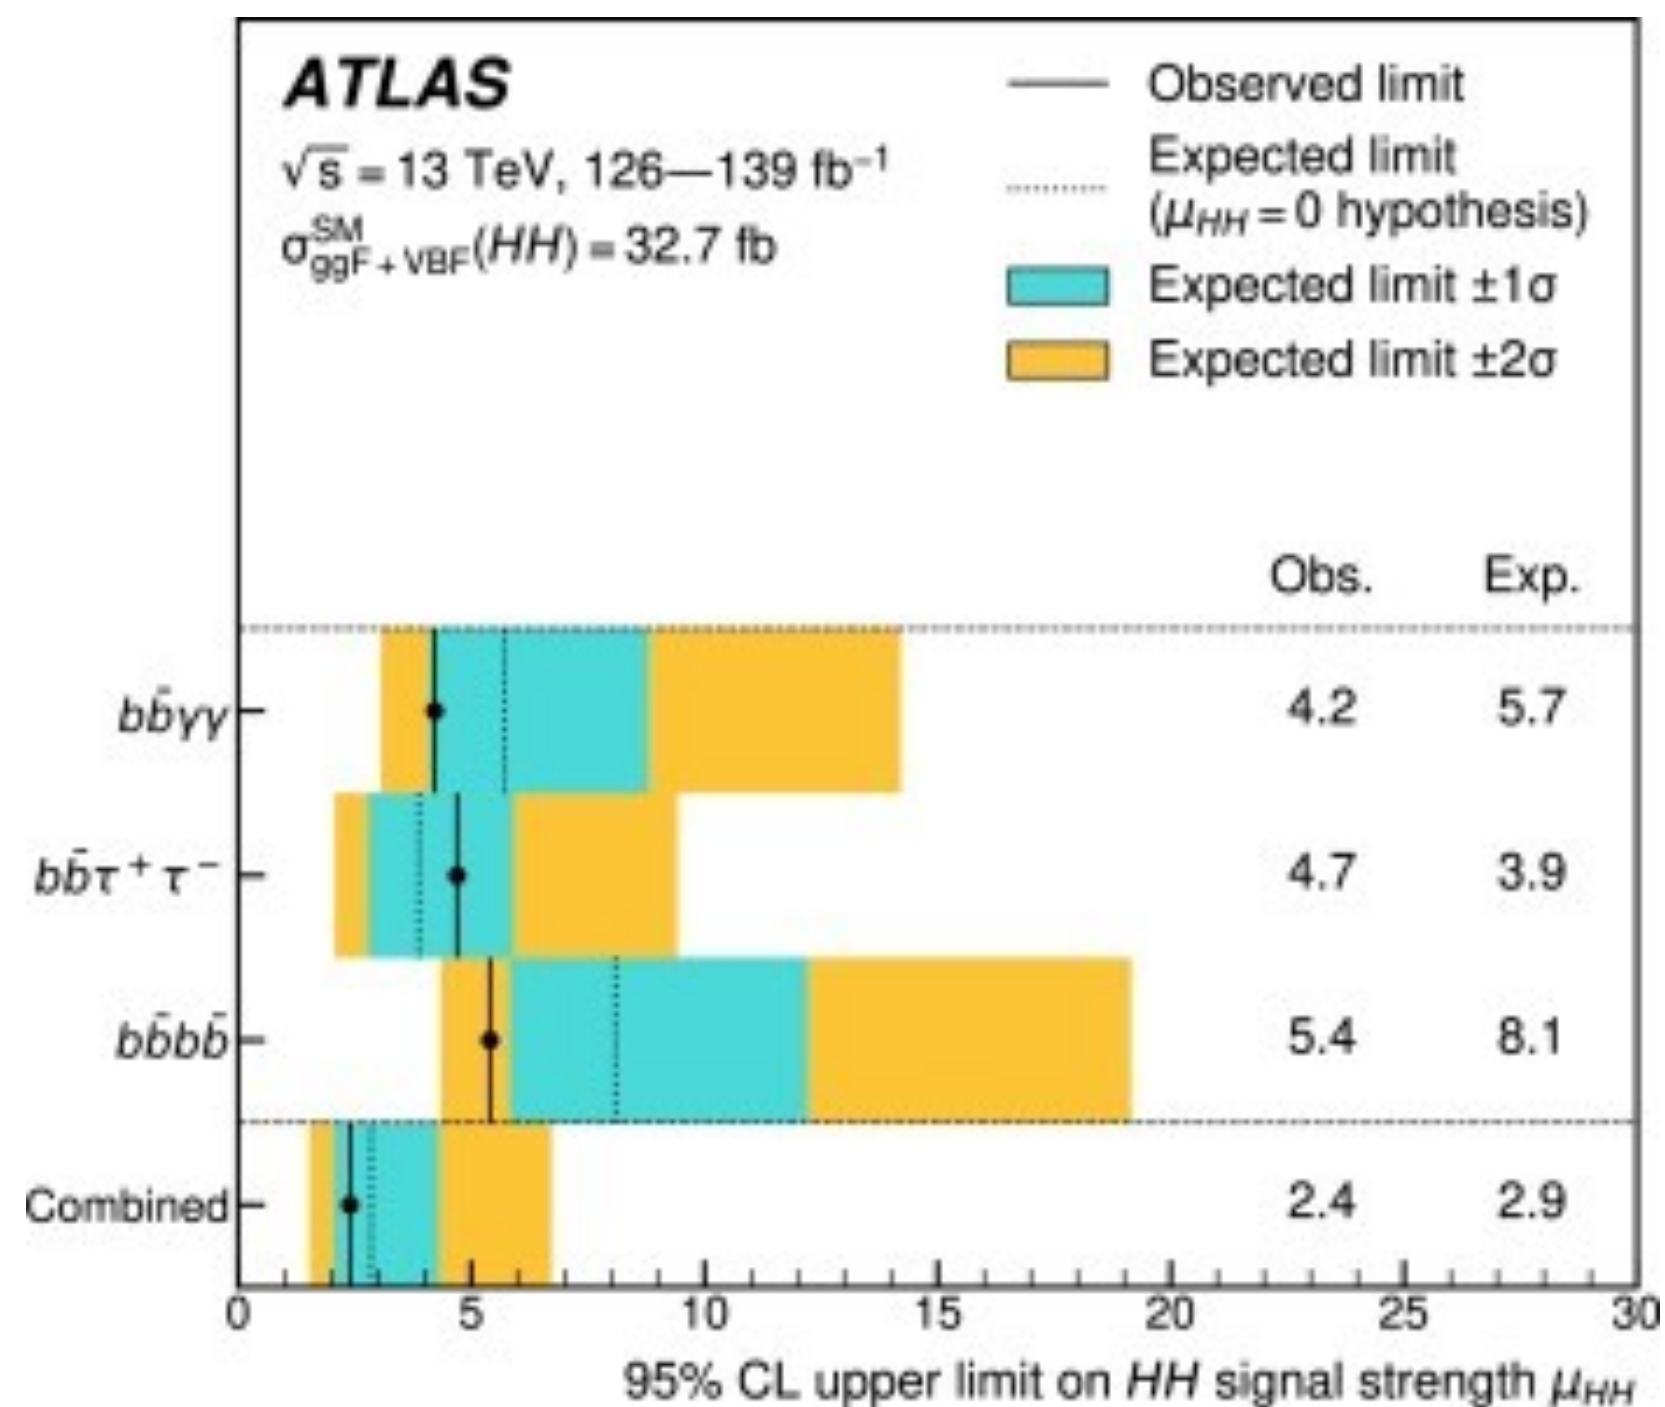 ATLAS
√s = 13 TeV, 126—139 fb⁻¹
σ^SM_ggF + VBF(HH) = 32.7 fb
Observed limit
Expected limit
(μ_HH = 0 hypothesis)
Expected limit ±1σ
Expected limit ±2σ
Obs. Exp.
bb̄γγ 4.2 5.7
bb̄τ⁺τ⁻ 4.7 3.9
bb̄bb̄ 5.4 8.1
Combined 2.4 2.9
0 5 10 15 20 25 30
95% CL upper limit on HH signal strength μ_HH